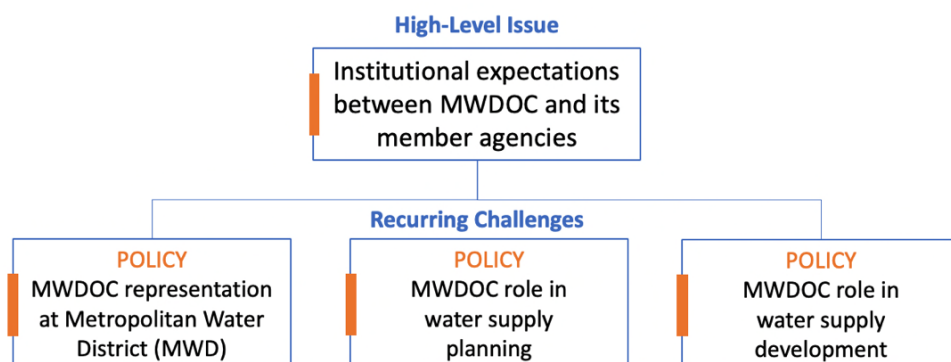 High-Level Issue
Institutional expectations
between MWDOC and its
member agencies
Recurring Challenges
POLICY
MWDOC representation
at Metropolitan Water
District (MWD)
POLICY
MWDOC role in
water supply
planning
POLICY
MWDOC role in
water supply
development